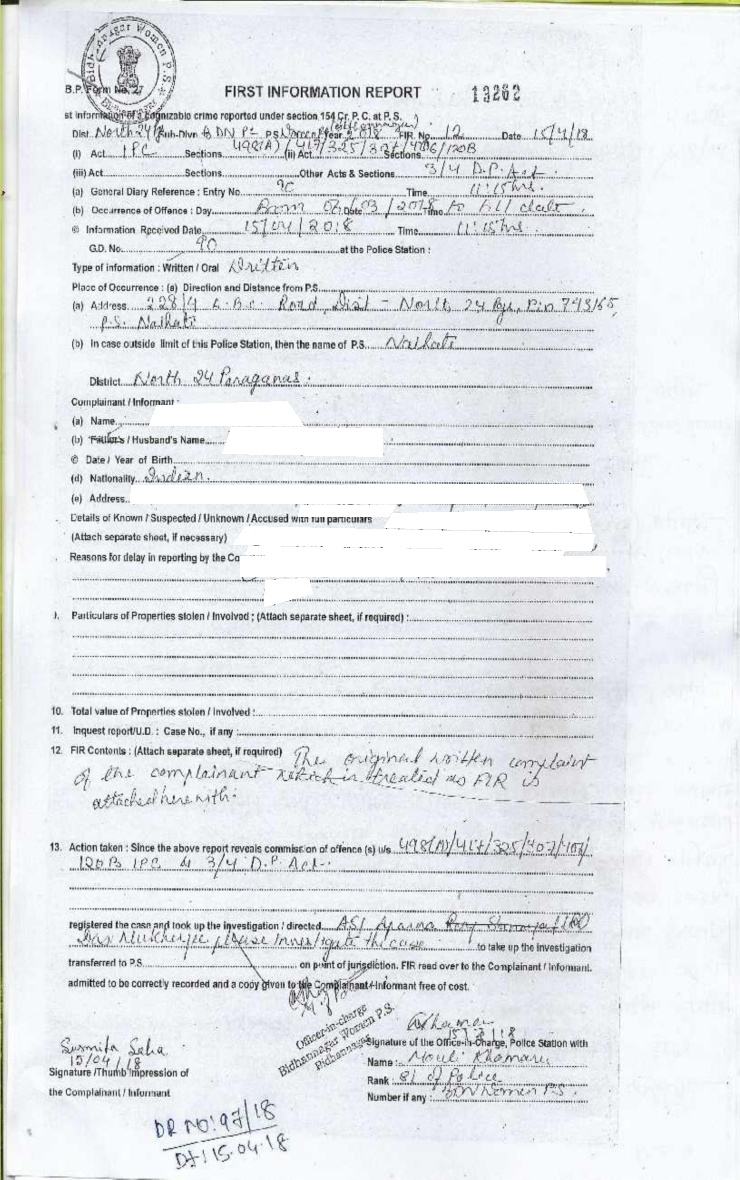 Bidhannagar Women P.S.
Bidhannagar
B.P. Form No. 27
FIRST INFORMATION REPORT 13262
st Information of a cognizable crime reported under section 154 Cr. P. C. at P. S.
Dist. North 24 Sub-Divn. BDN PC P.S. Women PS Year 2018 FIR No. 12 Date 15/4/18
(i) Act IPC Sections 498(A)/417/325/307/406/120B (ii) Act Sections
(iii) Act Sections Other Acts & Sections 3/4 D.P. Act.
(a) General Diary Reference : Entry No. 90 Time 11:15 hrs.
(b) Occurrence of Offence : Day From Date /2018 Time to till date.
© Information Received Date 15/04/2018 Time 11:15 hrs
G.D. No. 90 at the Police Station :
Type of information : Written / Oral Written
Place of Occurrence : (a) Direction and Distance from P.S.
(a) Address 228/4 Road, Dist - North 24 Pgs, Pin 743165,
P.S. Naihati
(b) In case outside limit of this Police Station, then the name of P.S. Naihati
District North 24 Paraganas.
Complainant / Informant :
(a) Name
(b) Father's / Husband's Name
© Date / Year of Birth
(d) Nationality Indian.
(e) Address
Details of Known / Suspected / Unknown / Accused with full particulars
(Attach separate sheet, if necessary)
Reasons for delay in reporting by the Co
). Particulars of Properties stolen / Involved ; (Attach separate sheet, if required) :
10. Total value of Properties stolen / Involved :
11. Inquest report/U.D. : Case No., if any :
12. FIR Contents : (Attach separate sheet, if required) The original written complaint
of the complainant which is treated as FIR is
attached herewith.
13. Action taken : Since the above report reveals commission of offence (s) u/s 498(A)/417/325/307/406/
120B IPC & 3/4 D.P. Act.
registered the case and took up the investigation / directed ASI Aparna
Mukherjee please investigate the case to take up the investigation
transferred to P.S. on point of jurisdiction. FIR read over to the Complainant / Informant.
admitted to be correctly recorded and a copy given to the Complainant / Informant free of cost.
Officer-in-charge
Bidhannagar Women P.S.
Bidhannagar
Susmita Saha
15/04/18
Signature /Thumb Impression of
the Complainant / Informant
Signature of the Office-in-Charge, Police Station with
Name : Mouli Khamaru
Rank : SI of Police
Number if any : BDN Women P.S.
DR NO: 97/18
Dt: 15.04.18